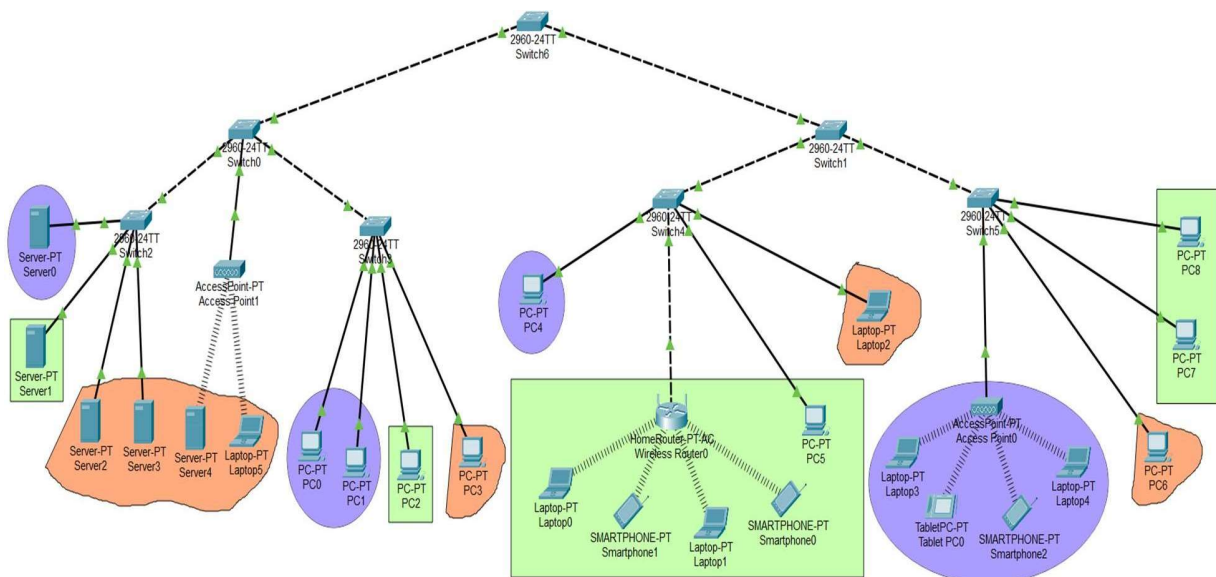 2960-24TT
Switch6
2960-24TT
Switch0
2960-24TT
Switch1
Server-PT
Server0
2960-24TT
Switch2
AccessPoint-PT
Access Point1
2960-24TT
Switch3
2960-24TT
Switch4
2960-24TT
Switch5
PC-PT
PC8
PC-PT
PC4
Laptop-PT
Laptop2
PC-PT
PC7
Server-PT
Server1
Server-PT
Server2
Server-PT
Server3
Server-PT
Server4
Laptop-PT
Laptop5
PC-PT
PC0
PC-PT
PC1
PC-PT
PC2
PC-PT
PC3
HomeRouter-PT-AC
Wireless Router0
PC-PT
PC5
Laptop-PT
Laptop0
SMARTPHONE-PT
Smartphone1
Laptop-PT
Laptop1
SMARTPHONE-PT
Smartphone0
AccessPoint-PT
Access Point0
Laptop-PT
Laptop3
TabletPC-PT
Tablet PC0
SMARTPHONE-PT
Smartphone2
Laptop-PT
Laptop4
PC-PT
PC6